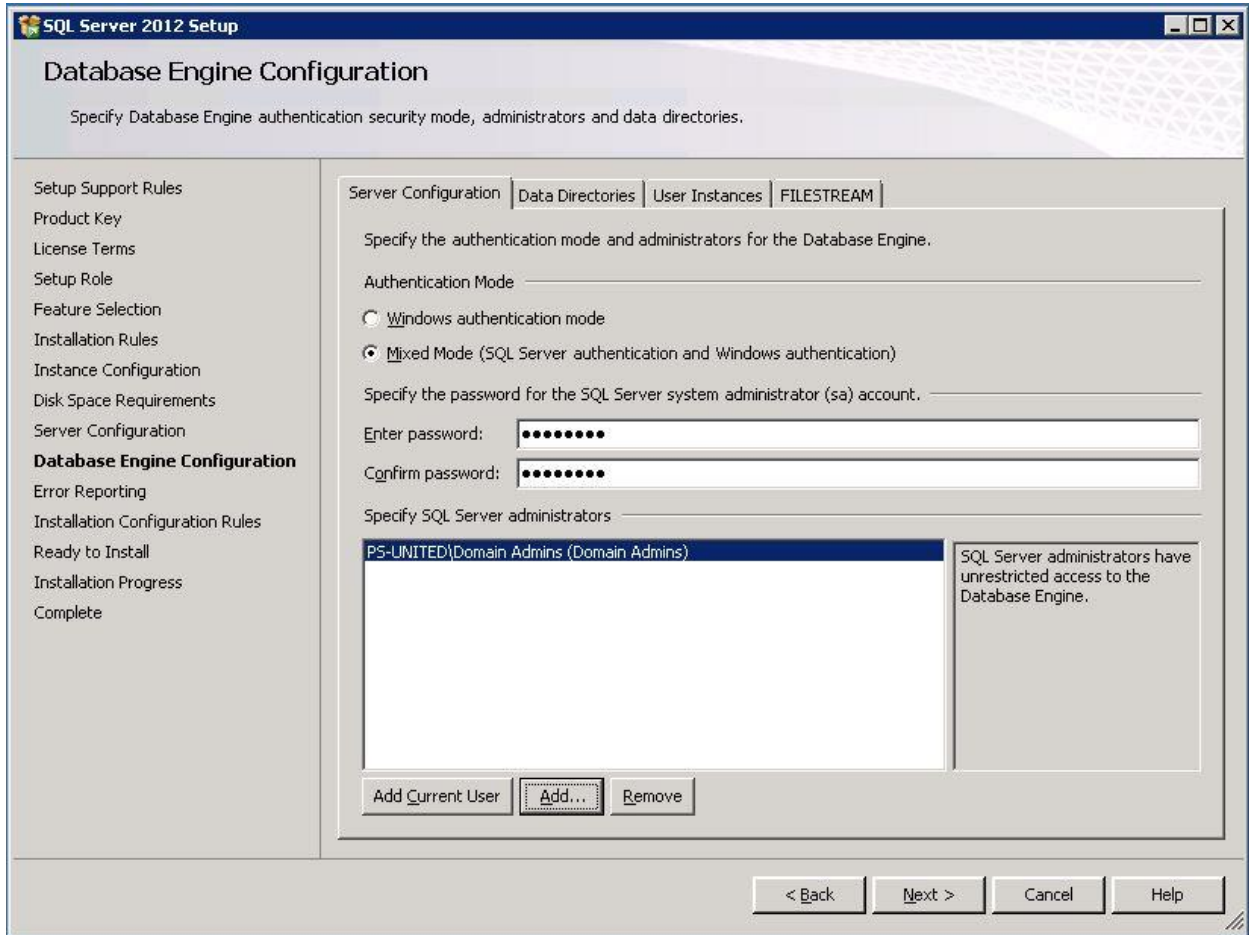 SQL Server 2012 Setup
Database Engine Configuration
Specify Database Engine authentication security mode, administrators and data directories.
Setup Support Rules
Product Key
License Terms
Setup Role
Feature Selection
Installation Rules
Instance Configuration
Disk Space Requirements
Server Configuration
Database Engine Configuration
Error Reporting
Installation Configuration Rules
Ready to Install
Installation Progress
Complete
Server Configuration Data Directories User Instances FILESTREAM
Specify the authentication mode and administrators for the Database Engine.
Authentication Mode
Windows authentication mode
Mixed Mode (SQL Server authentication and Windows authentication)
Specify the password for the SQL Server system administrator (sa) account.
Enter password: ●●●●●●●●
Confirm password: ●●●●●●●●
Specify SQL Server administrators
PS-UNITED\Domain Admins (Domain Admins)
SQL Server administrators have
unrestricted access to the
Database Engine.
Add Current User Add... Remove
< Back Next > Cancel Help